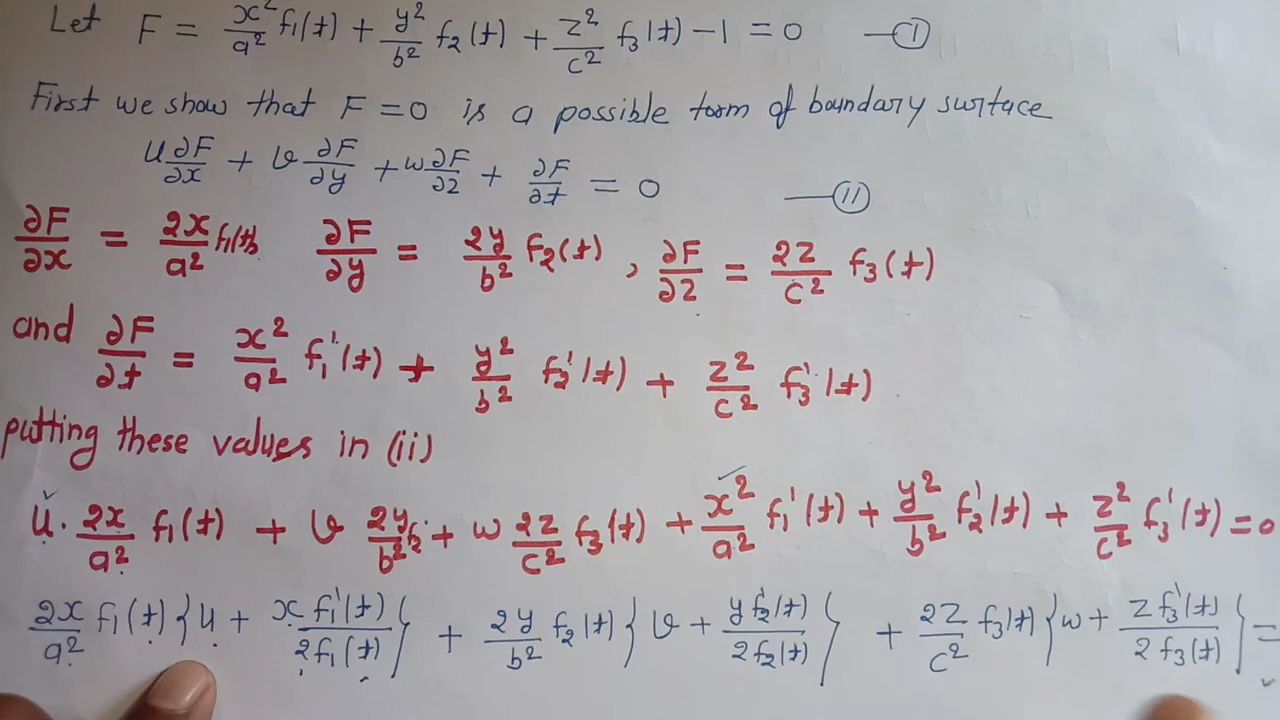 Let F = x²/a² f₁(t) + y²/b² f₂(t) + z²/c² f₃(t) - 1 = 0 —(I)
First we show that F = 0 is a possible form of boundary surface
u ∂F/∂x + v ∂F/∂y + w ∂F/∂z + ∂F/∂t = 0 —(II)
∂F/∂x = 2x/a² f₁(t) ∂F/∂y = 2y/b² f₂(t) , ∂F/∂z = 2z/c² f₃(t)
and ∂F/∂t = x²/a² f₁'(t) + y²/b² f₂'(t) + z²/c² f₃'(t)
putting these values in (ii)
u. 2x/a² f₁(t) + v 2y/b² f₂ + w 2z/c² f₃(t) + x²/a² f₁'(t) + y²/b² f₂'(t) + z²/c² f₃'(t) = 0
2x/a² f₁(t) {u + x f₁'(t)/2f₁(t)} + 2y/b² f₂(t) {v + y f₂'(t)/2f₂(t)} + 2z/c² f₃(t) {w + z f₃'(t)/2f₃(t)} =